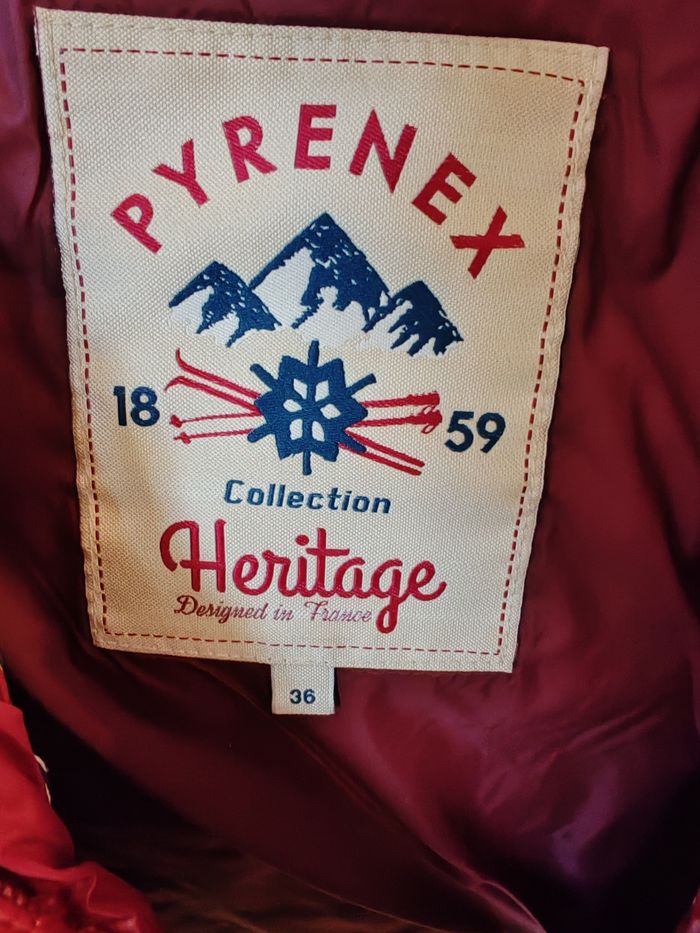 PYRENEX
18 59
Collection
Heritage
Designed in France
36